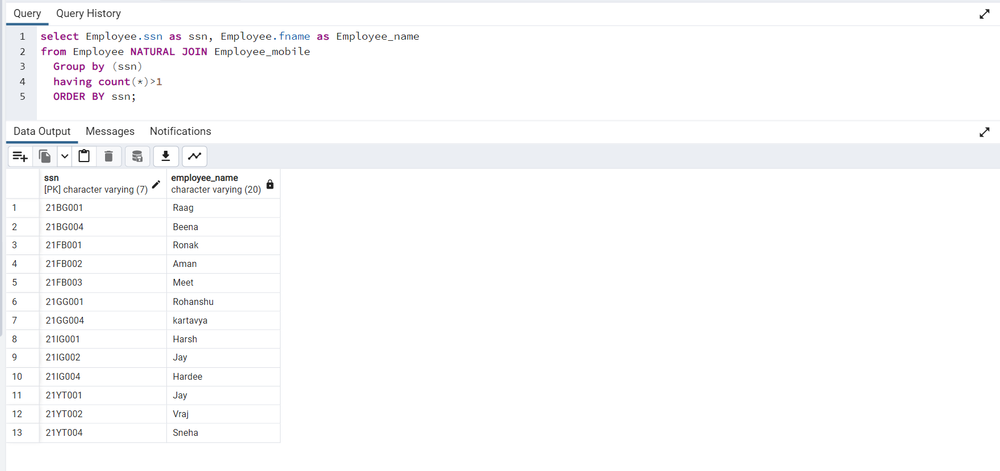 Query Query History
1 select Employee.ssn as ssn, Employee.fname as Employee_name
2 from Employee NATURAL JOIN Employee_mobile
3 Group by (ssn)
4 having count(*)>1
5 ORDER BY ssn;
Data Output Messages Notifications
ssn employee_name
[PK] character varying (7) character varying (20)
1 21BG001 Raag
2 21BG004 Beena
3 21FB001 Ronak
4 21FB002 Aman
5 21FB003 Meet
6 21GG001 Rohanshu
7 21GG004 kartavya
8 21IG001 Harsh
9 21IG002 Jay
10 21IG004 Hardee
11 21YT001 Jay
12 21YT002 Vraj
13 21YT004 Sneha